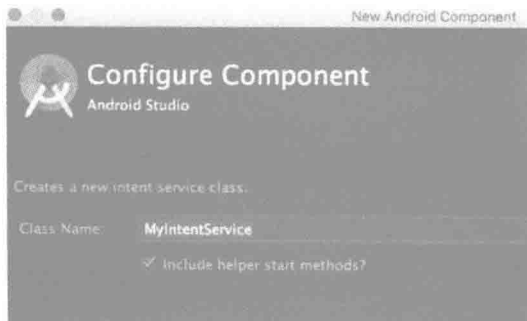 New Android Component
Configure Component
Android Studio
Creates a new intent service class.
Class Name: MyIntentService
Include helper start methods?